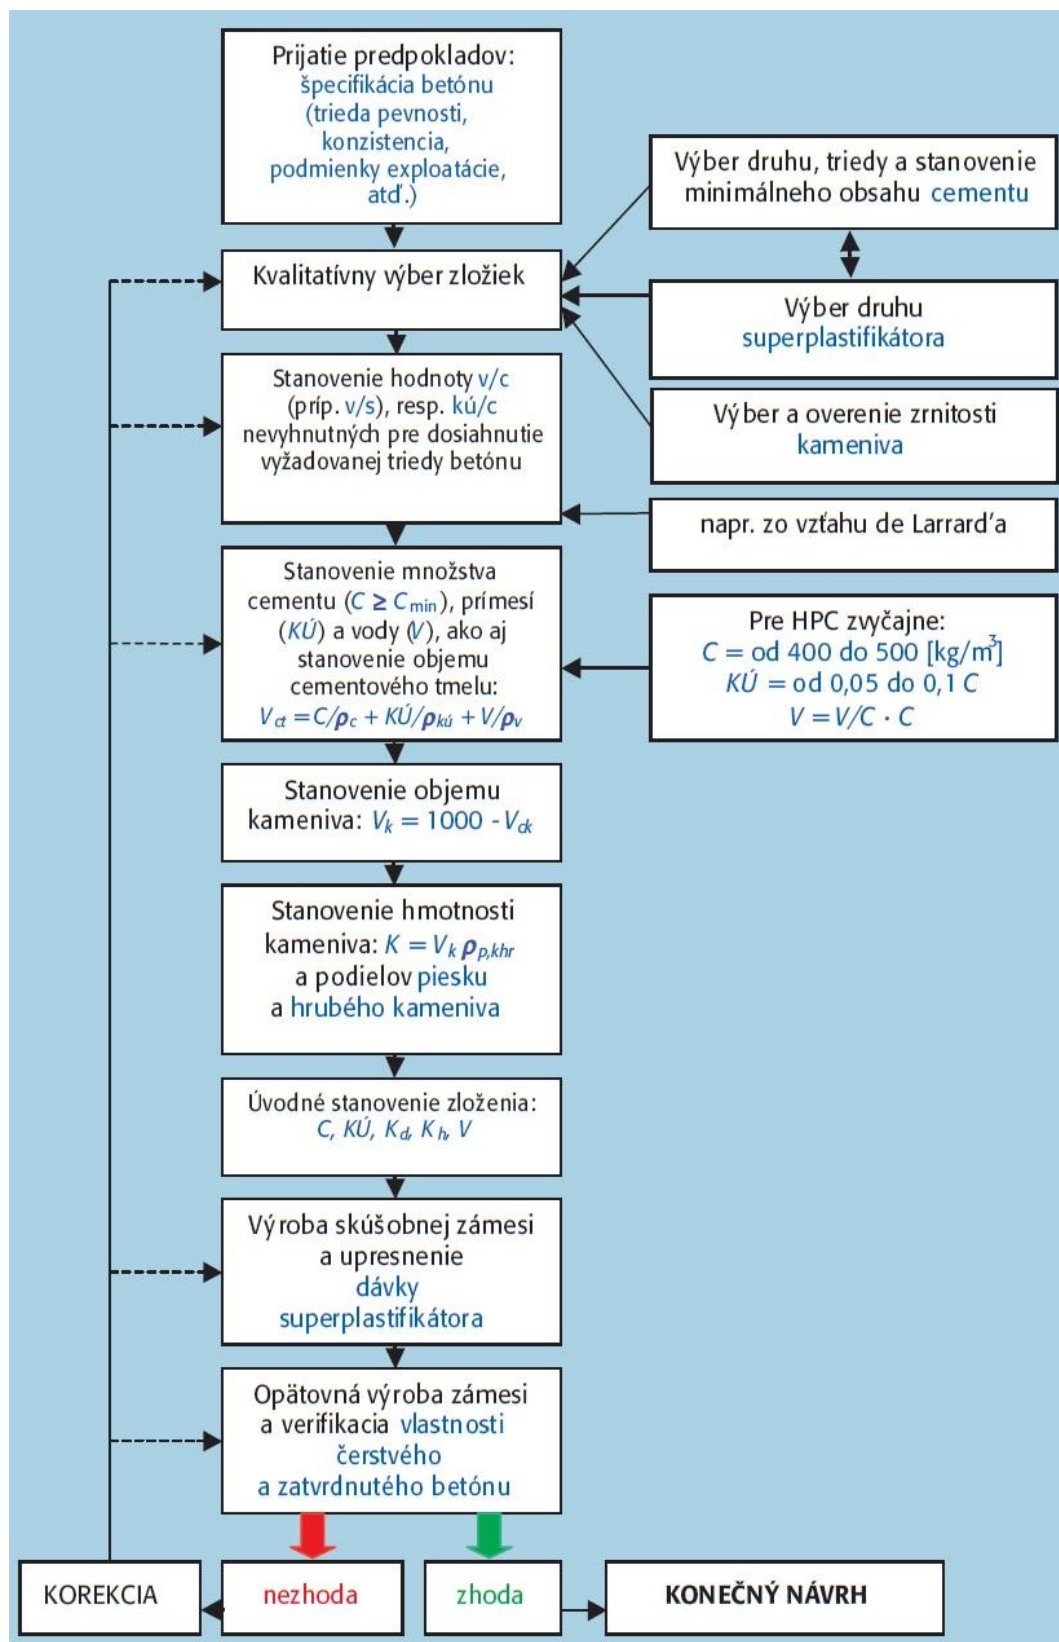 Prijatie predpokladov:
špecifikácia betónu
(trieda pevnosti,
konzistencia,
podmienky exploatácie,
atď.)
Výber druhu, triedy a stanovenie
minimálneho obsahu cementu
Kvalitatívny výber zložiek
Výber druhu
superplastifikátora
Stanovenie hodnoty v/c
(príp. v/s), resp. kú/c
nevyhnutných pre dosiahnutie
vyžadovanej triedy betónu
Výber a overenie zrnitosti
kameniva
napr. zo vzťahu de Larrard'a
Stanovenie množstva
cementu (C ≥ Cmin), prímesí
(KÚ) a vody (V), ako aj
stanovenie objemu
cementového tmelu:
Vct = C/ρc + KÚ/ρkú + V/ρv
Pre HPC zvyčajne:
C = od 400 do 500 [kg/m³]
KÚ = od 0,05 do 0,1 C
V = V/C · C
Stanovenie objemu
kameniva: Vk = 1000 - Vck
Stanovenie hmotnosti
kameniva: K = Vk ρp,khr
a podielov piesku
a hrubého kameniva
Úvodné stanovenie zloženia:
C, KÚ, Kd, Kh, V
Výroba skúšobnej zámesi
a upresnenie
dávky
superplastifikátora
Opätovná výroba zámesi
a verifikacia vlastnosti
čerstvého
a zatvrdnutého betónu
KOREKCIA
nezhoda
zhoda
KONEČNÝ NÁVRH